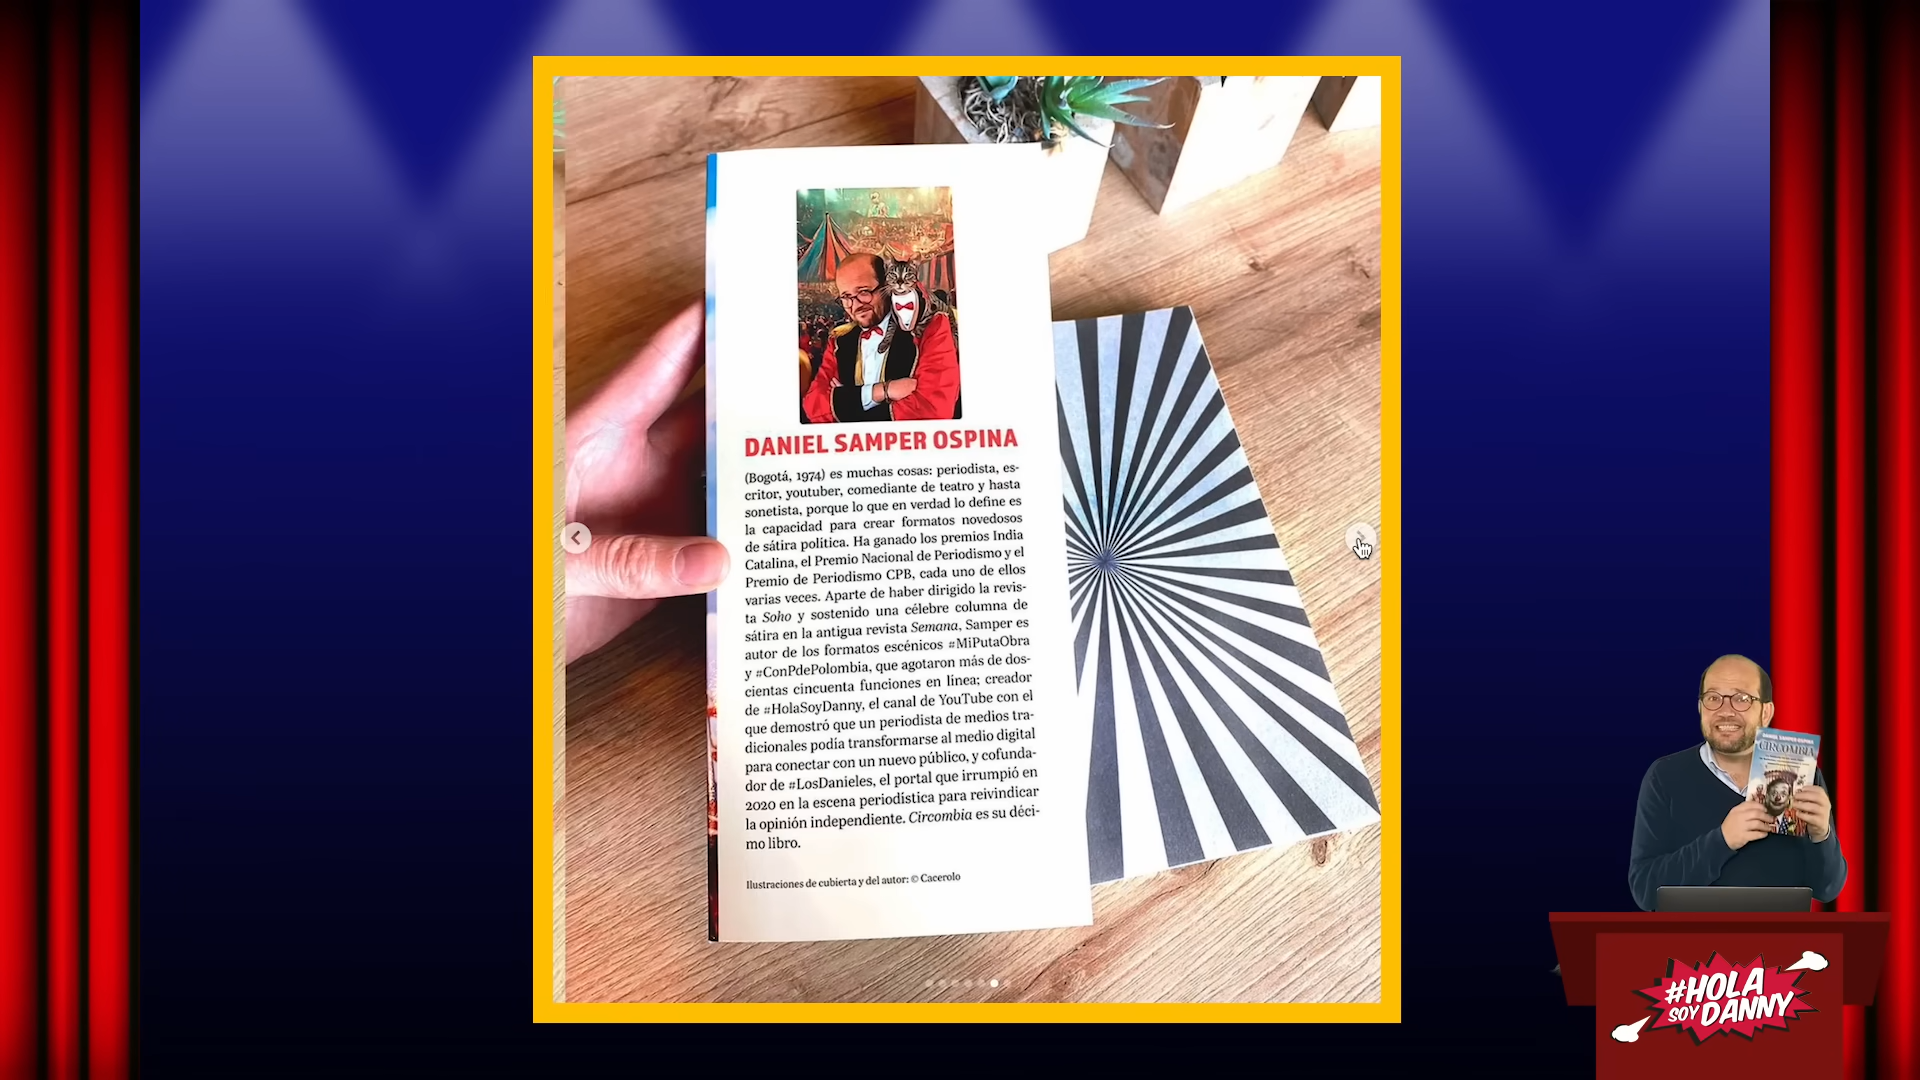 DANIEL SAMPER OSPINA
(Bogotá, 1974) es muchas cosas: periodista, es-
critor, youtuber, comediante de teatro y hasta
sonetista, porque lo que en verdad lo define es
la capacidad para crear formatos novedosos
de sátira política. Ha ganado los premios India
Catalina, el Premio Nacional de Periodismo y el
Premio de Periodismo CPB, cada uno de ellos
varias veces. Aparte de haber dirigido la revis-
ta Soho y sostenido una célebre columna de
sátira en la antigua revista Semana, Samper es
autor de los formatos escénicos #MiPutaObra
y #ConPdePolombia, que agotaron más de dos-
cientas cincuenta funciones en línea; creador
de #HolaSoyDanny, el canal de YouTube con el
que demostró que un periodista de medios tra-
dicionales podía transformarse al medio digital
para conectar con un nuevo público, y cofunda-
dor de #LosDanieles, el portal que irrumpió en
2020 en la escena periodística para reivindicar
la opinión independiente. Circombia es su déci-
mo libro.
Ilustraciones de cubierta y del autor: © Cacerolo
DANIEL SAMPER OSPINA
CIRCOMBIA
#HOLA
SOY DANNY